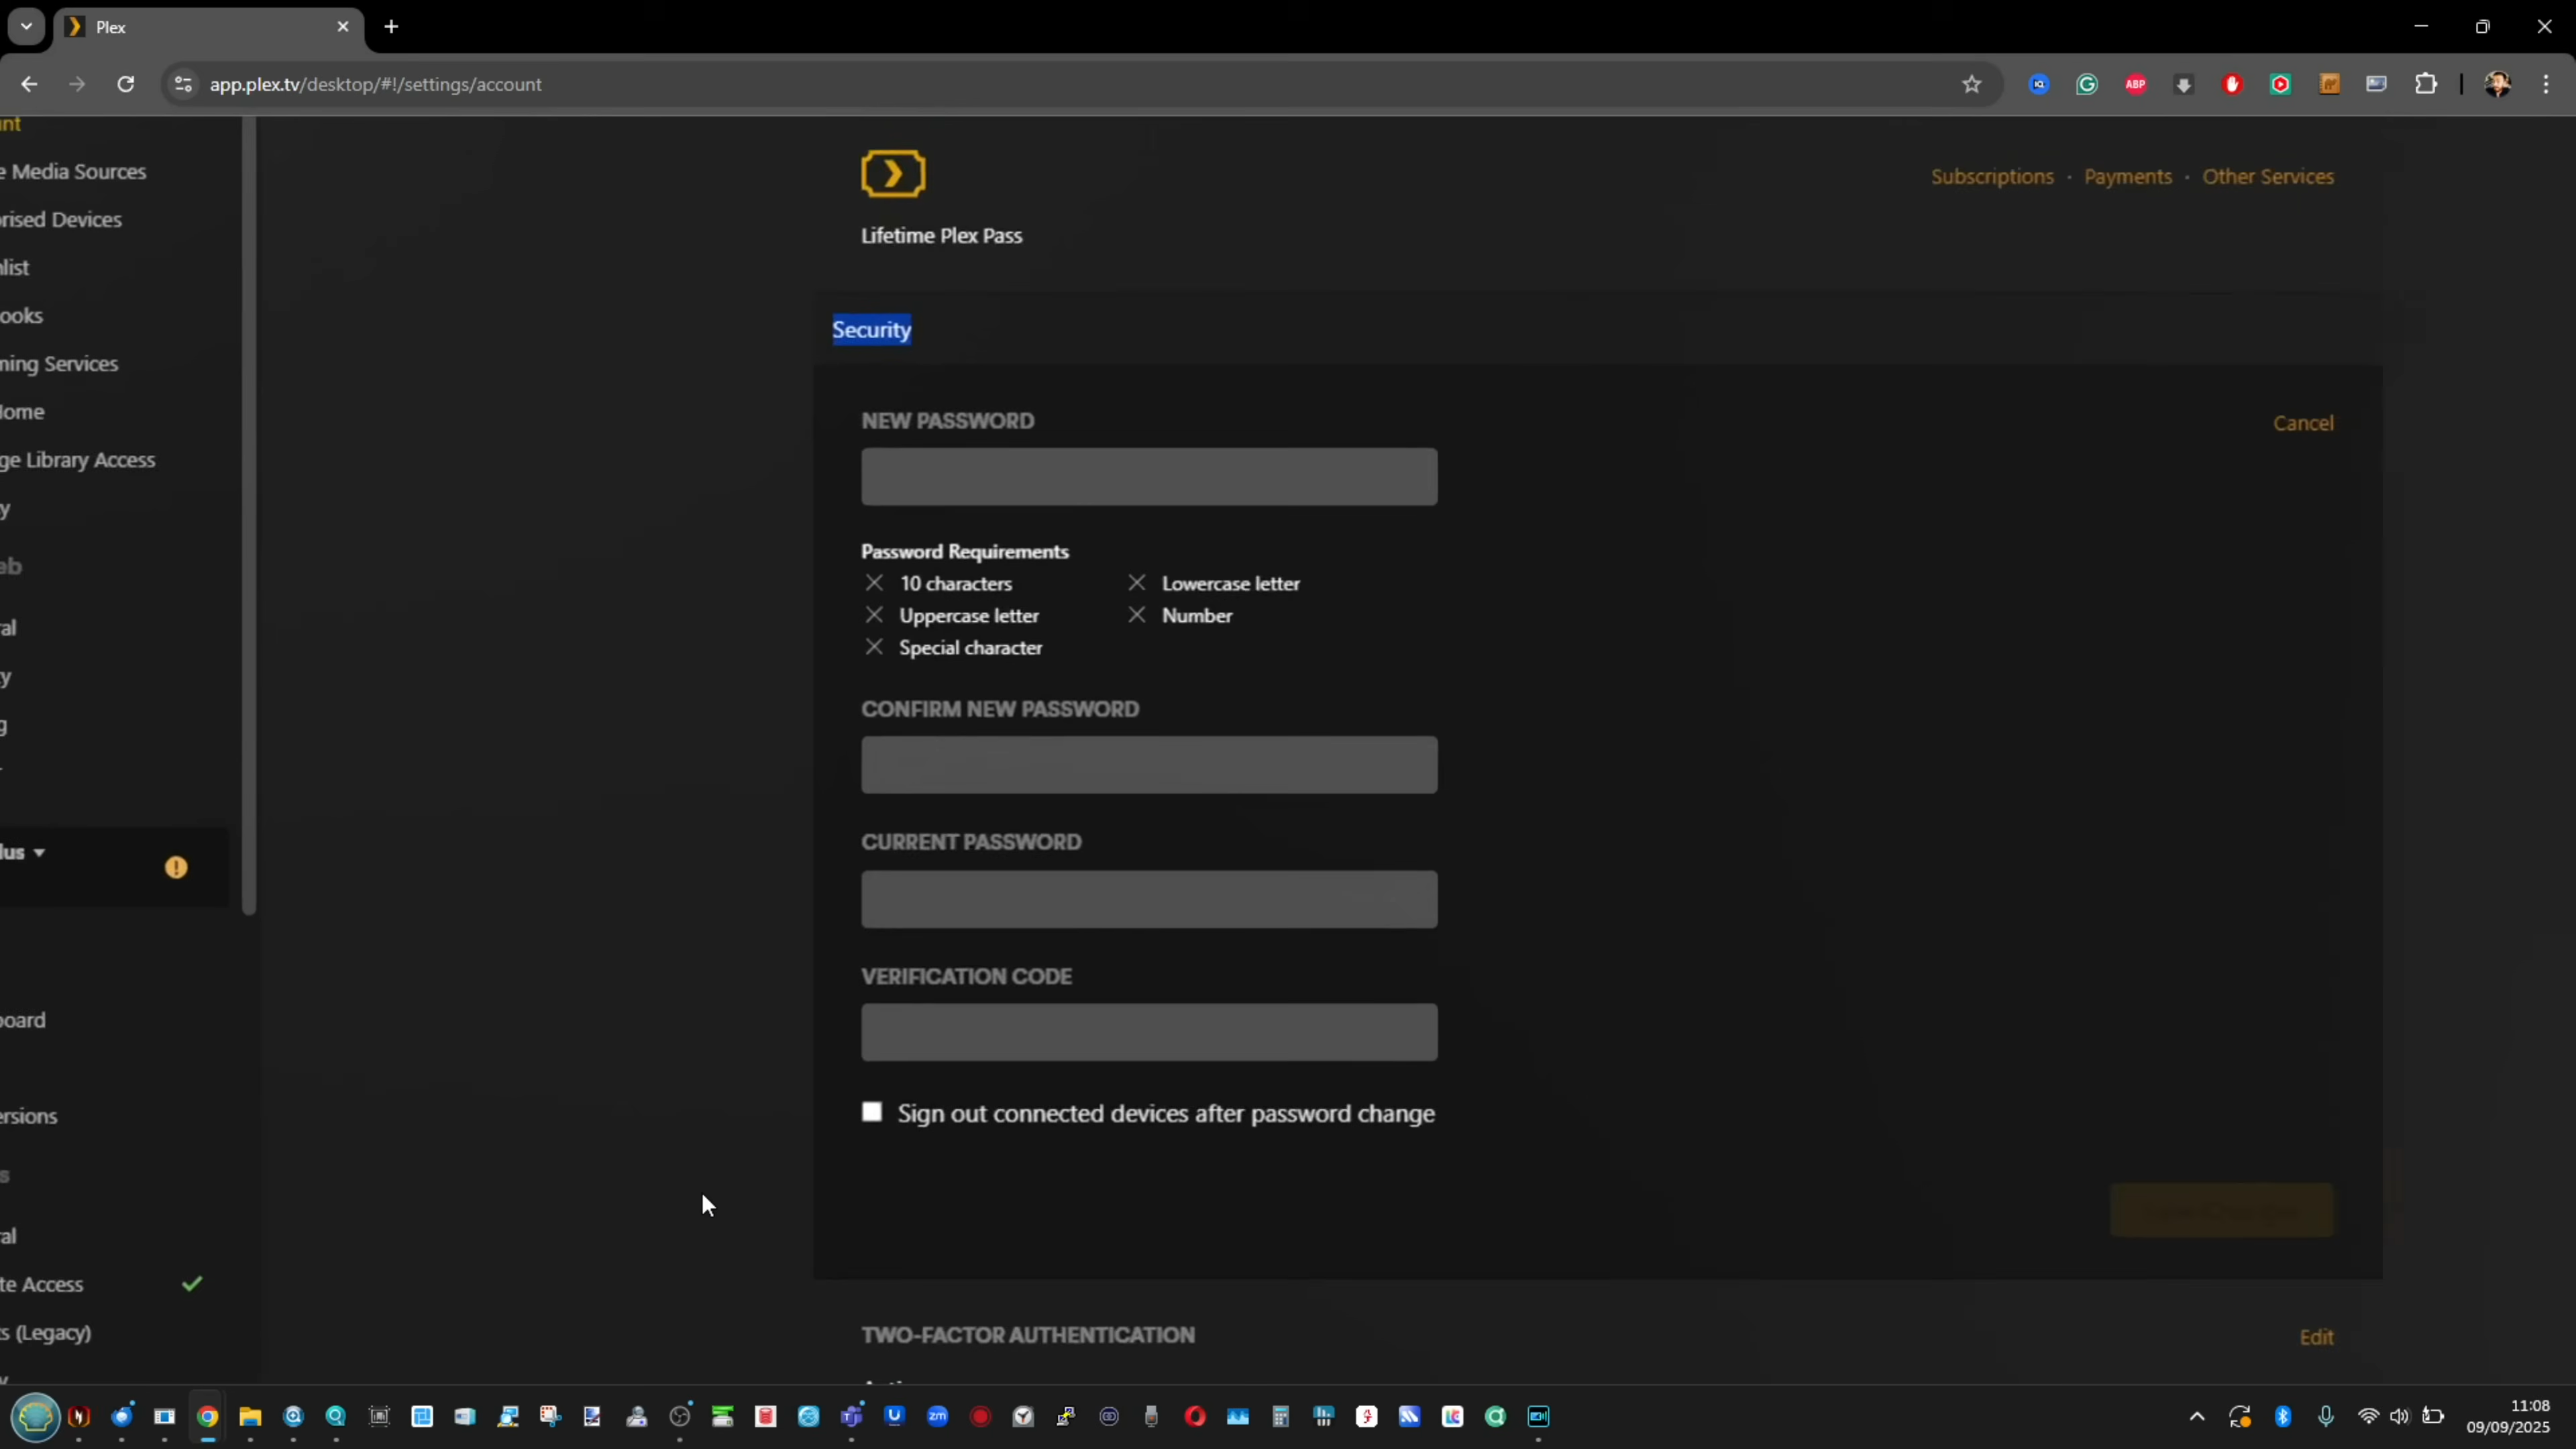 Plex
app.plex.tv/desktop/#!/settings/account
ABP
nt
e Media Sources
rised Devices
list
ooks
ning Services
Home
ge Library Access
y
eb
al
y
g
lus
oard
ersions
s
al
te Access
s (Legacy)
Subscriptions · Payments · Other Services
Lifetime Plex Pass
Security
NEW PASSWORD
Cancel
Password Requirements
10 characters
Lowercase letter
Uppercase letter
Number
Special character
CONFIRM NEW PASSWORD
CURRENT PASSWORD
VERIFICATION CODE
Sign out connected devices after password change
TWO-FACTOR AUTHENTICATION
Edit
zm
11:08
09/09/2025